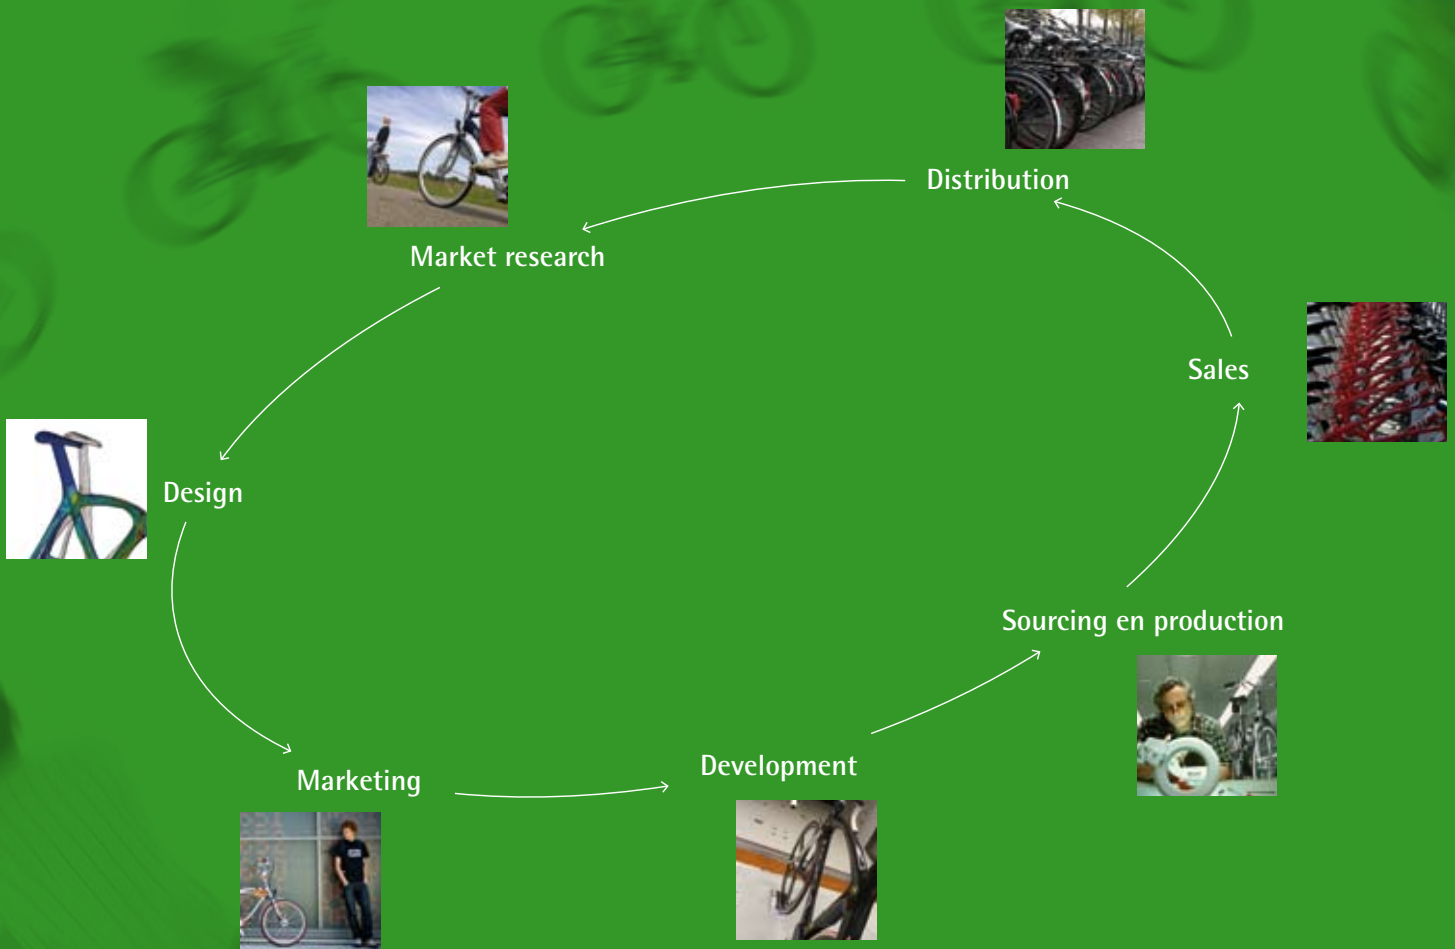 Distribution
Market research
Sales
Design
Sourcing en production
Development
Marketing